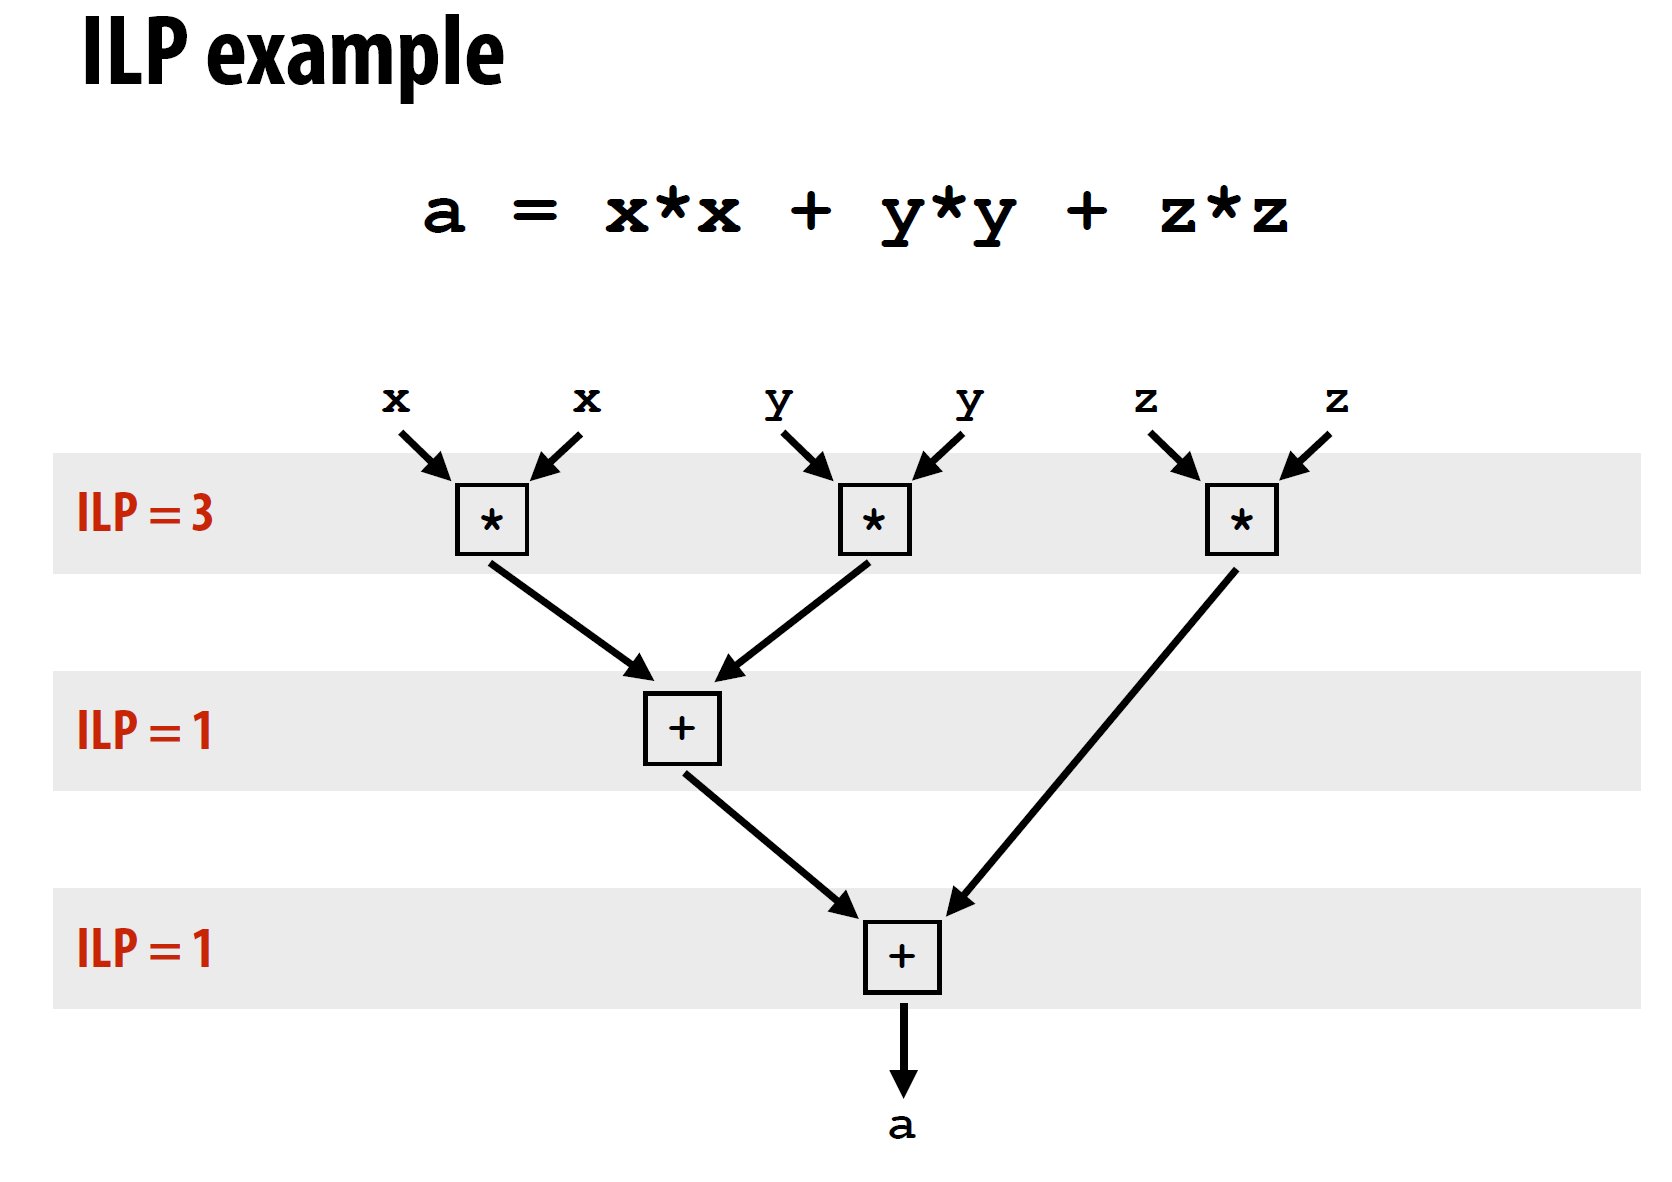 ILP example
a = x*x + y*y + z*z
x x y y z z
ILP = 3 * * *
ILP = 1 +
ILP = 1 +
a